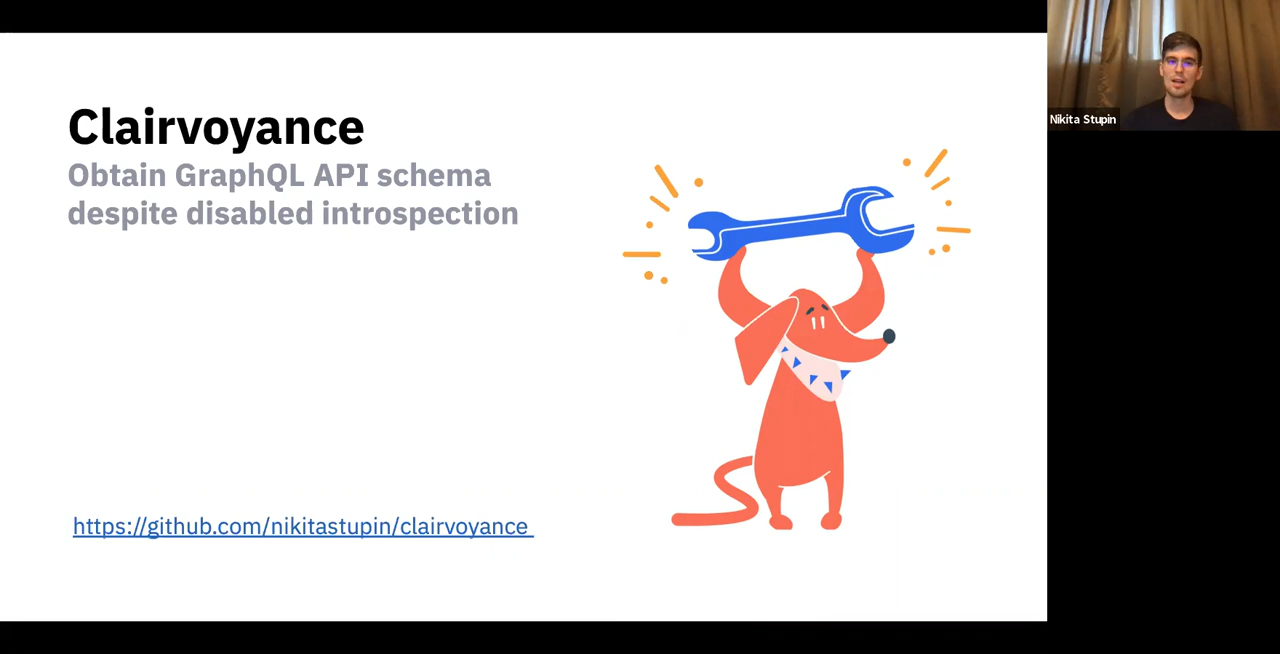 Clairvoyance
Obtain GraphQL API schema
despite disabled introspection
https://github.com/nikitastupin/clairvoyance
Nikita Stupin